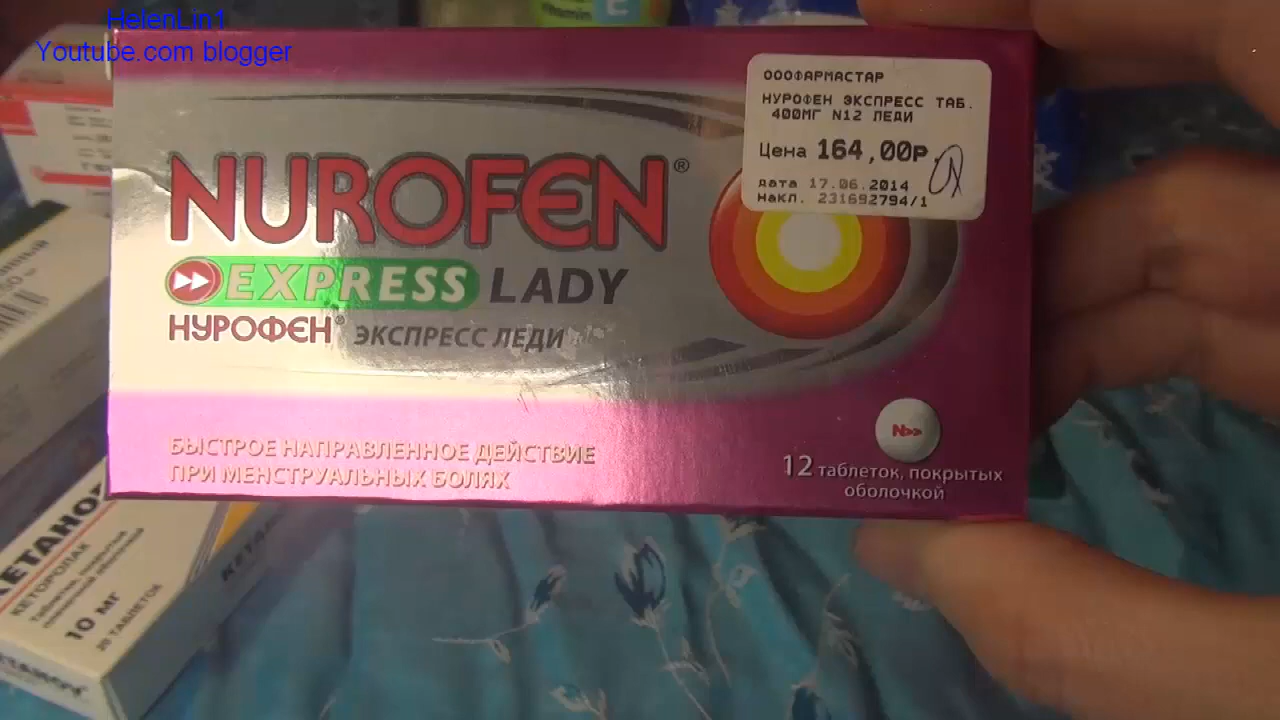 HelenLin1
Youtube.com blogger
ОООФАРМАСТАР
НУРОФЕН ЭКСПРЕСС ТАБ.
400МГ N12 ЛЕДИ
Цена 164,00Р.
дата 17.06.2014
накл. 231692794/1
NUROFEN®
EXPRESS LADY
НУРОФЕН® ЭКСПРЕСС ЛЕДИ
БЫСТРОЕ НАПРАВЛЕННОЕ ДЕЙСТВИЕ
ПРИ МЕНСТРУАЛЬНЫХ БОЛЯХ
N
12 таблеток, покрытых
оболочкой
КЕТОРОЛАК
10 МГ
20 ТАБЛЕТОК
E